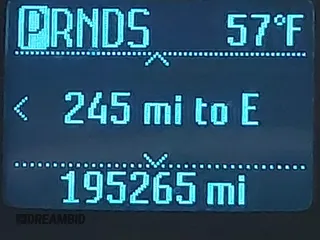 PRNDS 57°F
245 mi to E
195265 mi
DREAMBID